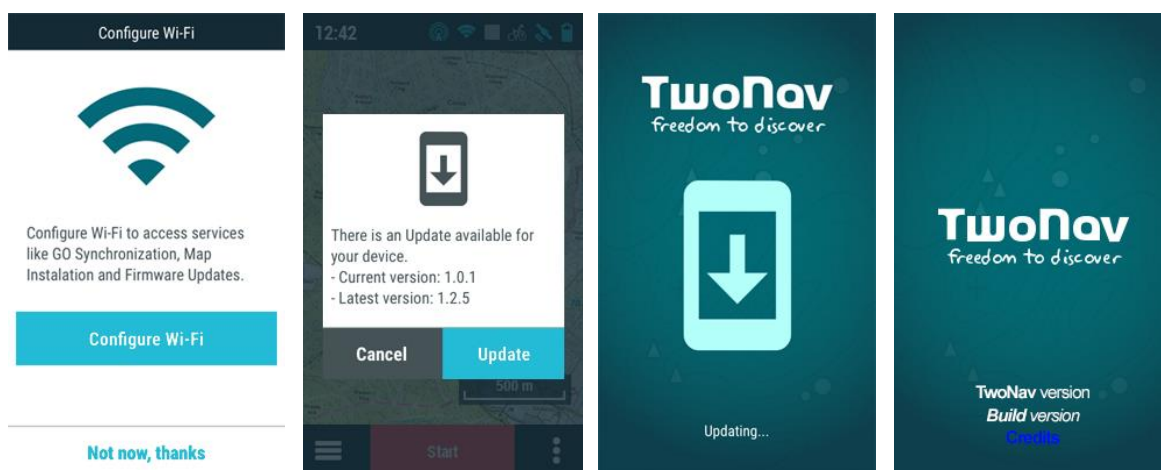 Configure Wi-Fi
Configure Wi-Fi to access services
like GO Synchronization, Map
Instalation and Firmware Updates.
Configure Wi-Fi
Not now, thanks
12:42
There is an Update available for
your device.
- Current version: 1.0.1
- Latest version: 1.2.5
Cancel
Update
500 m
Start
TwoNav
freedom to discover
Updating...
TwoNav
freedom to discover
TwoNav version
Build version
Credits